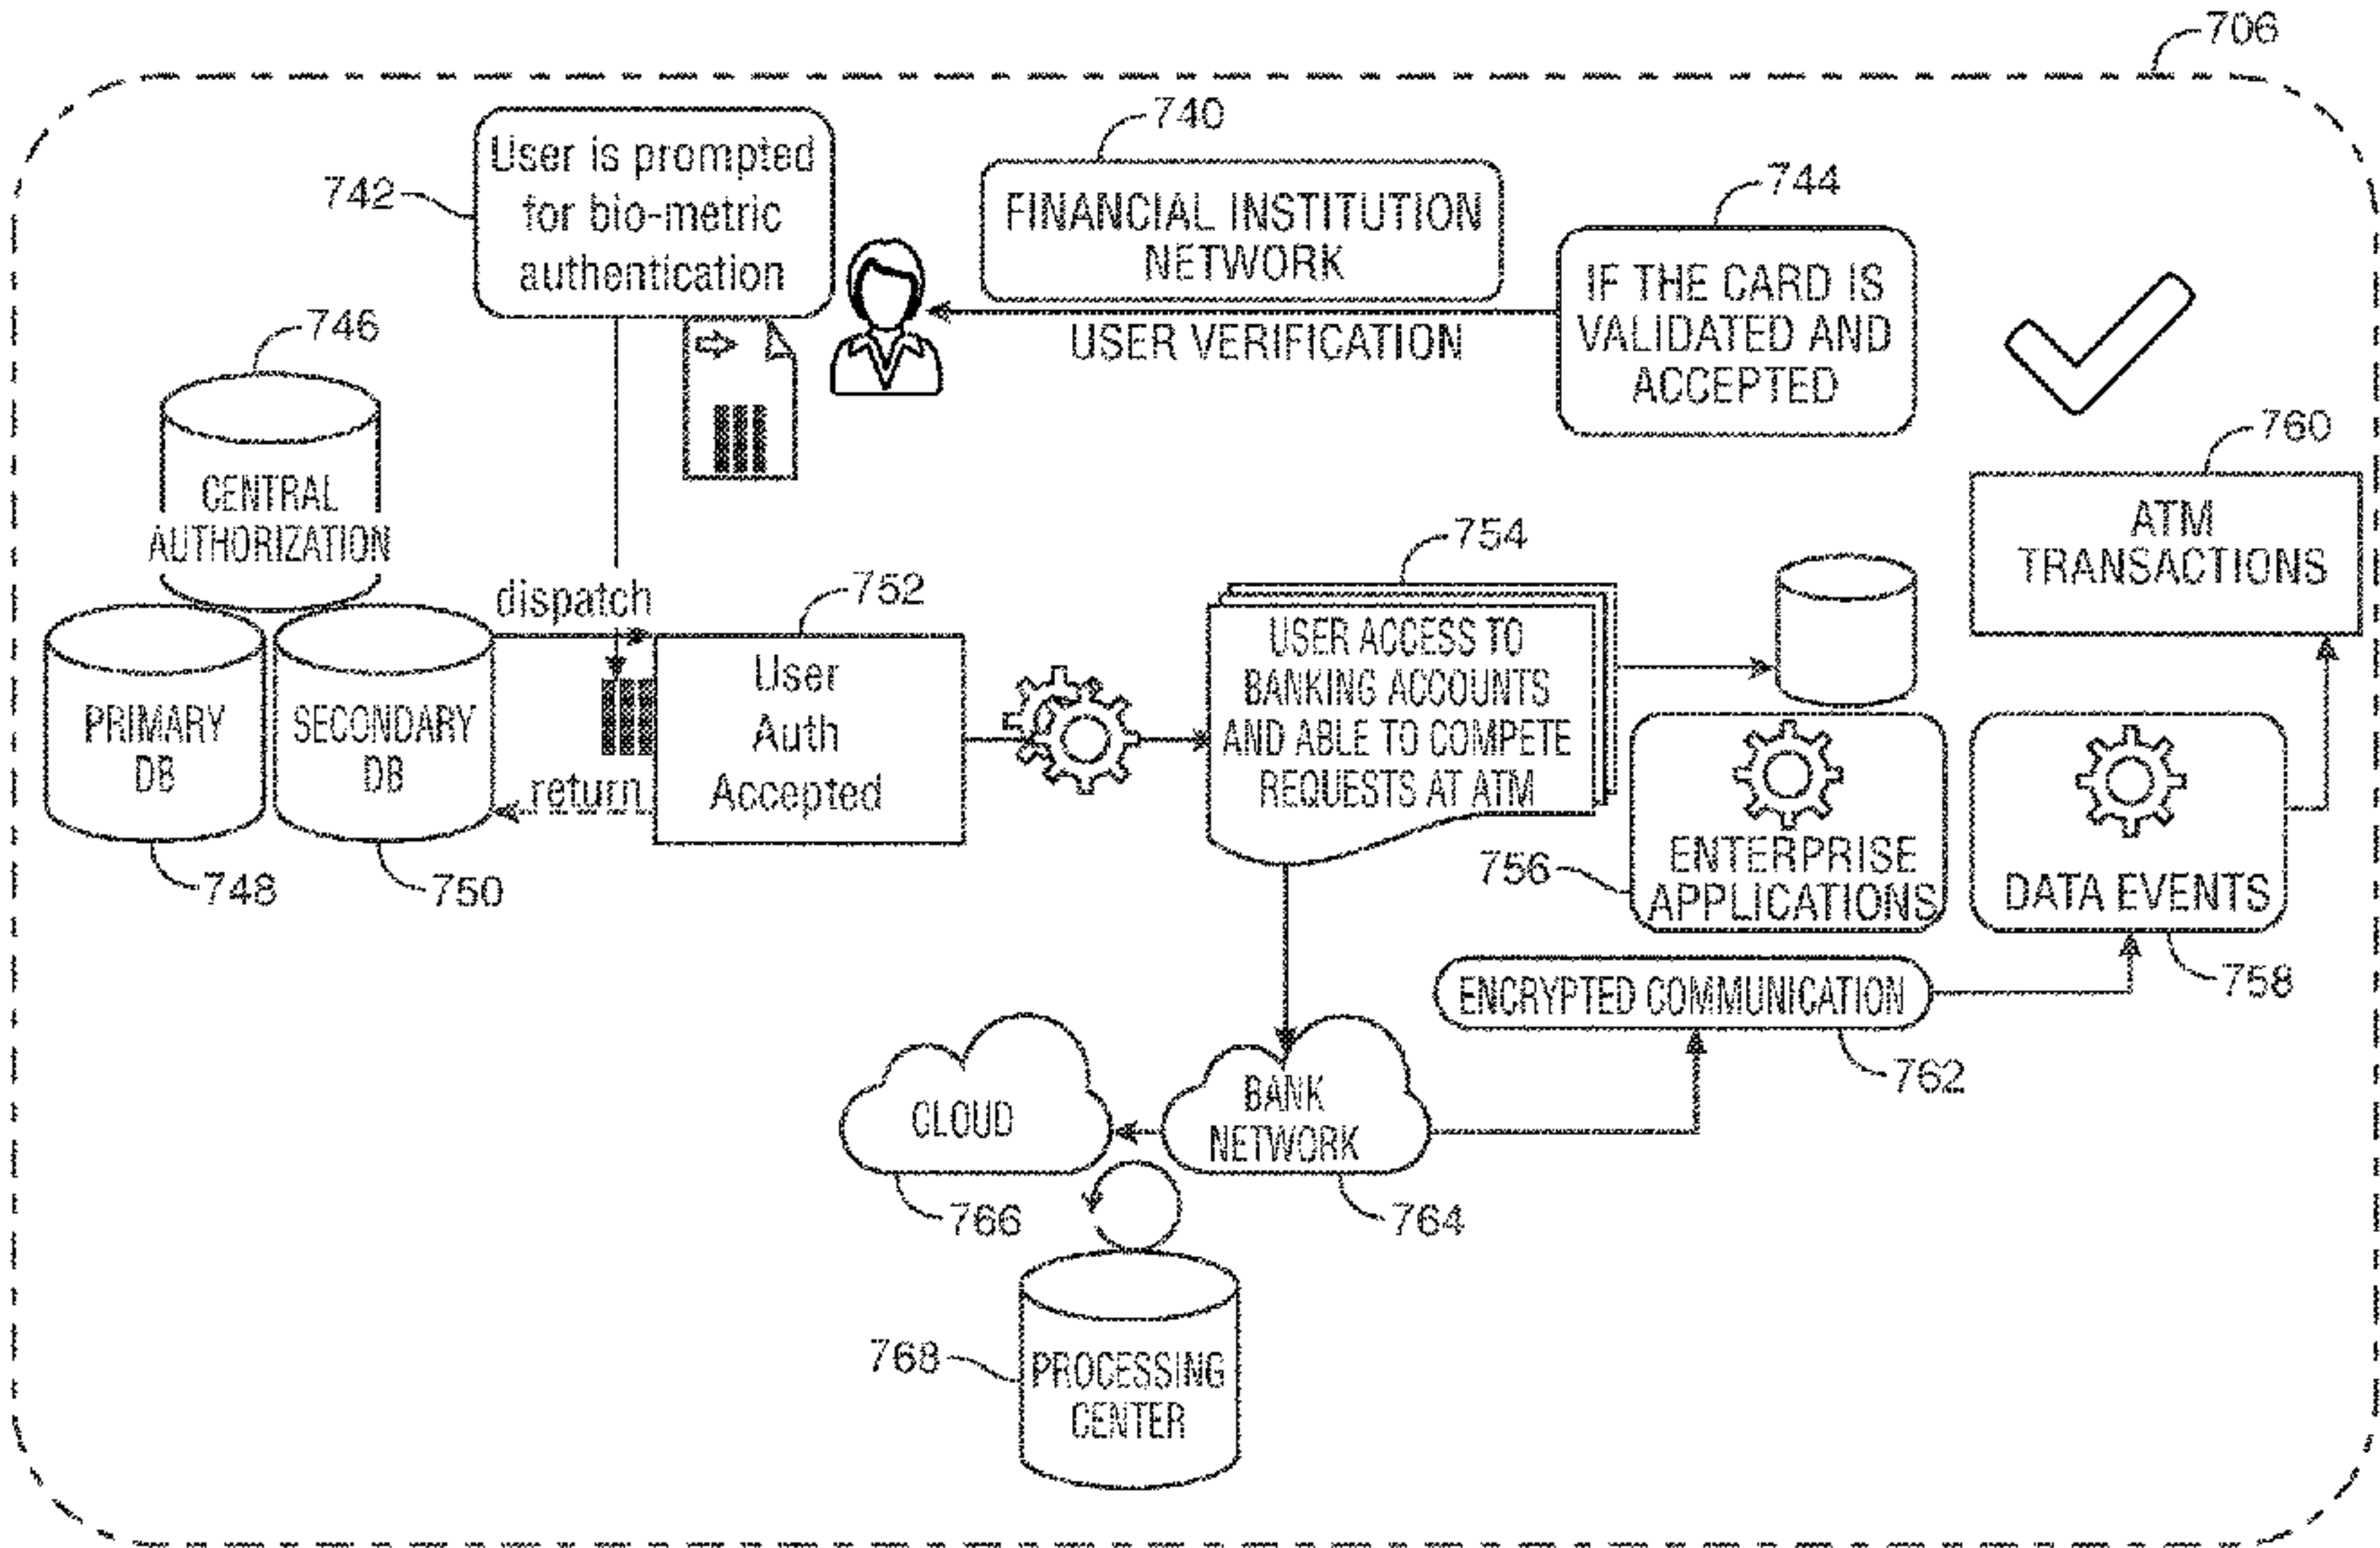 706
740
User is prompted
for bio-metric
authentication
742
FINANCIAL INSTITUTION
NETWORK
744
IF THE CARD IS
VALIDATED AND
ACCEPTED
USER VERIFICATION
746
CENTRAL
AUTHORIZATION
760
ATM
TRANSACTIONS
754
752
dispatch
USER ACCESS TO
BANKING ACCOUNTS
AND ABLE TO COMPETE
REQUESTS AT ATM
User
Auth
Accepted
PRIMARY
DB
SECONDARY
DB
return
748
750
756
ENTERPRISE
APPLICATIONS
DATA EVENTS
758
ENCRYPTED COMMUNICATION
762
CLOUD
BANK
NETWORK
766
764
768
PROCESSING
CENTER